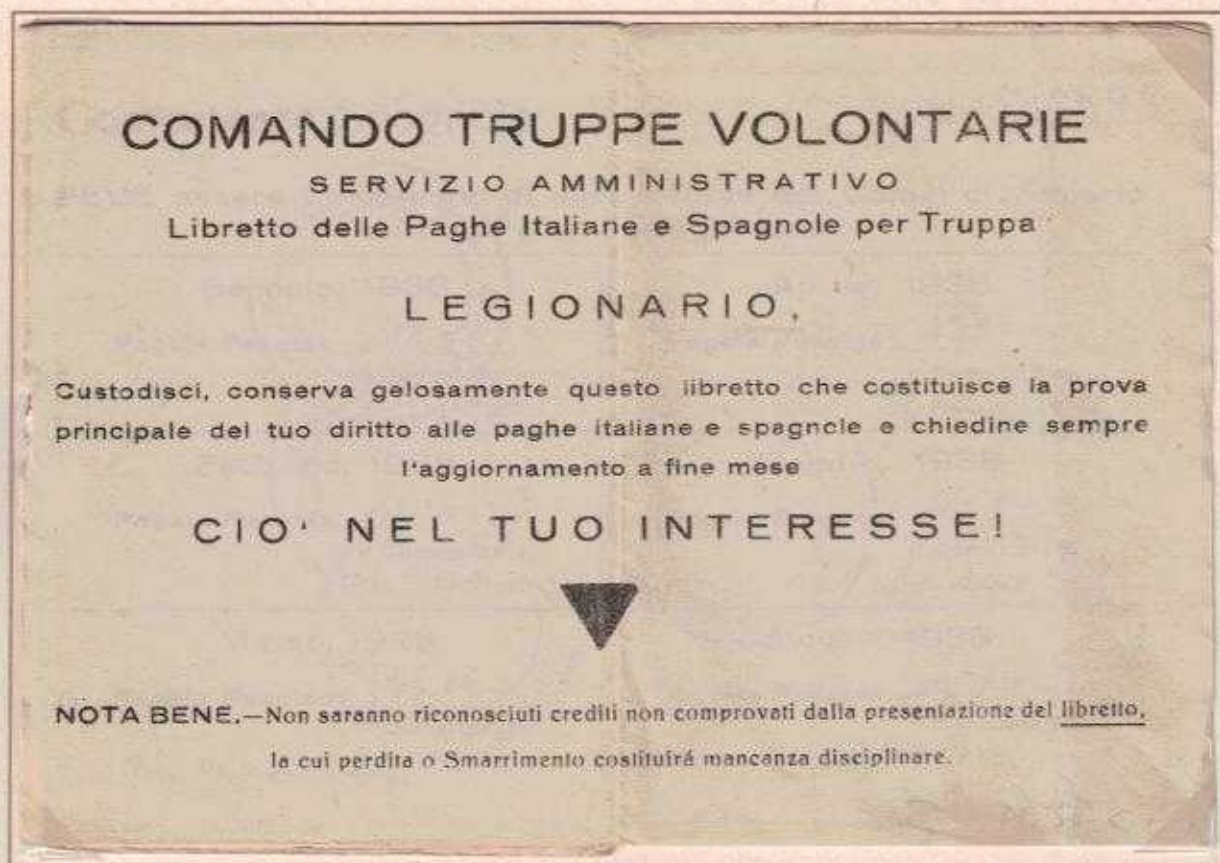 COMANDO TRUPPE VOLONTARIE
SERVIZIO AMMINISTRATIVO
Libretto delle Paghe Italiane e Spagnole per Truppa
LEGIONARIO,
Custodisci, conserva gelosamente questo libretto che costituisce la prova
principale del tuo diritto alle paghe italiane e spagnole e chiedine sempre
l'aggiornamento a fine mese
CIO' NEL TUO INTERESSE!
NOTA BENE.—Non saranno riconosciuti crediti non comprovati dalla presentazione del libretto,
la cui perdita o Smarrimento costituirá mancanza disciplinare.